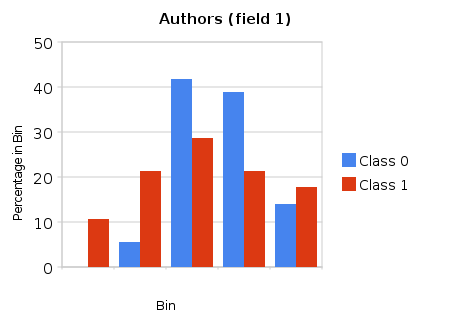 Authors (field 1)
50
40
30
20
10
0
Percentage in Bin
Bin
Class 0
Class 1